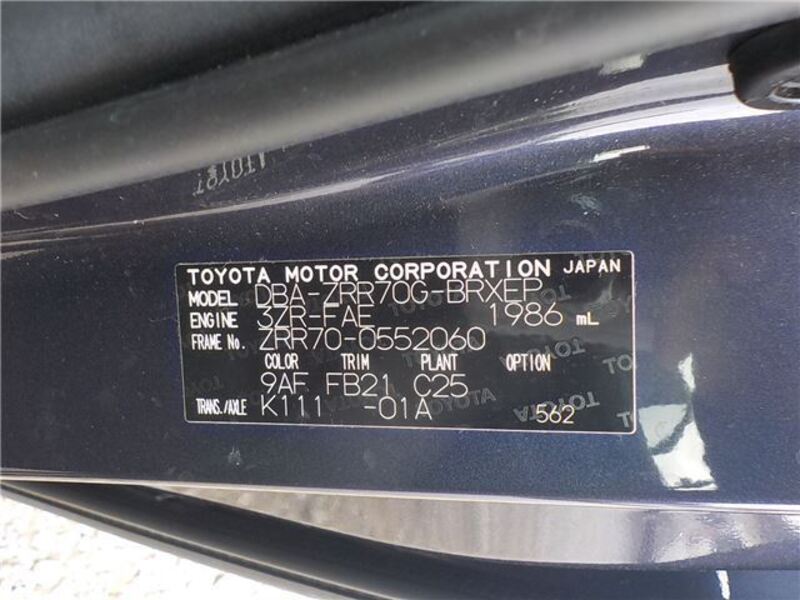 TOYOTA MOTOR CORPORATION JAPAN
MODEL DBA-ZRR70G-BRXEP
ENGINE 3ZR-FAE 1986 mL
FRAME No. ZRR70-0552060
COLOR TRIM PLANT OPTION
9AF FB21 C25
TRANS./AXLE K111 -01A
562